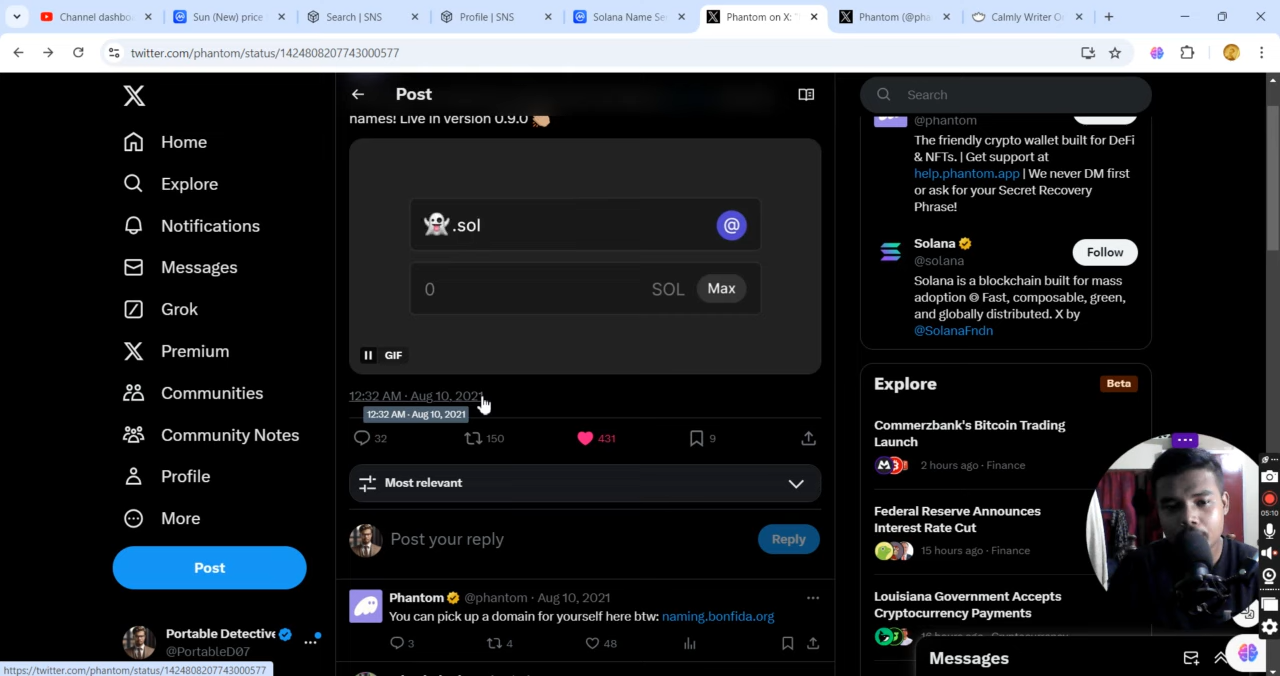 Channel dashbo
Sun (New) price
Search | SNS
Profile | SNS
Solana Name Se
Phantom on X: "
Phantom (@pha
Calmly Writer O
twitter.com/phantom/status/1424808207743000577
Home
Explore
Notifications
Messages
Grok
Premium
Communities
Community Notes
Profile
More
Post
Portable Detective
@PortableD07
https://twitter.com/phantom/status/1424808207743000577
Post
names! Live in version 0.9.0 👏🏼
👻.sol
@
0
SOL
Max
GIF
12:32 AM · Aug 10, 2021
12:32 AM · Aug 10, 2021
32
150
431
9
Most relevant
Post your reply
Reply
Phantom @phantom · Aug 10, 2021
You can pick up a domain for yourself here btw: naming.bonfida.org
3
4
48
Search
@phantom
The friendly crypto wallet built for DeFi
& NFTs. | Get support at
help.phantom.app | We never DM first
or ask for your Secret Recovery
Phrase!
Solana
@solana
Follow
Solana is a blockchain built for mass
adoption ◎ Fast, composable, green,
and globally distributed. X by
@SolanaFndn
Explore
Beta
Commerzbank's Bitcoin Trading
Launch
2 hours ago · Finance
Federal Reserve Announces
Interest Rate Cut
15 hours ago · Finance
Louisiana Government Accepts
Cryptocurrency Payments
Messages
05:10